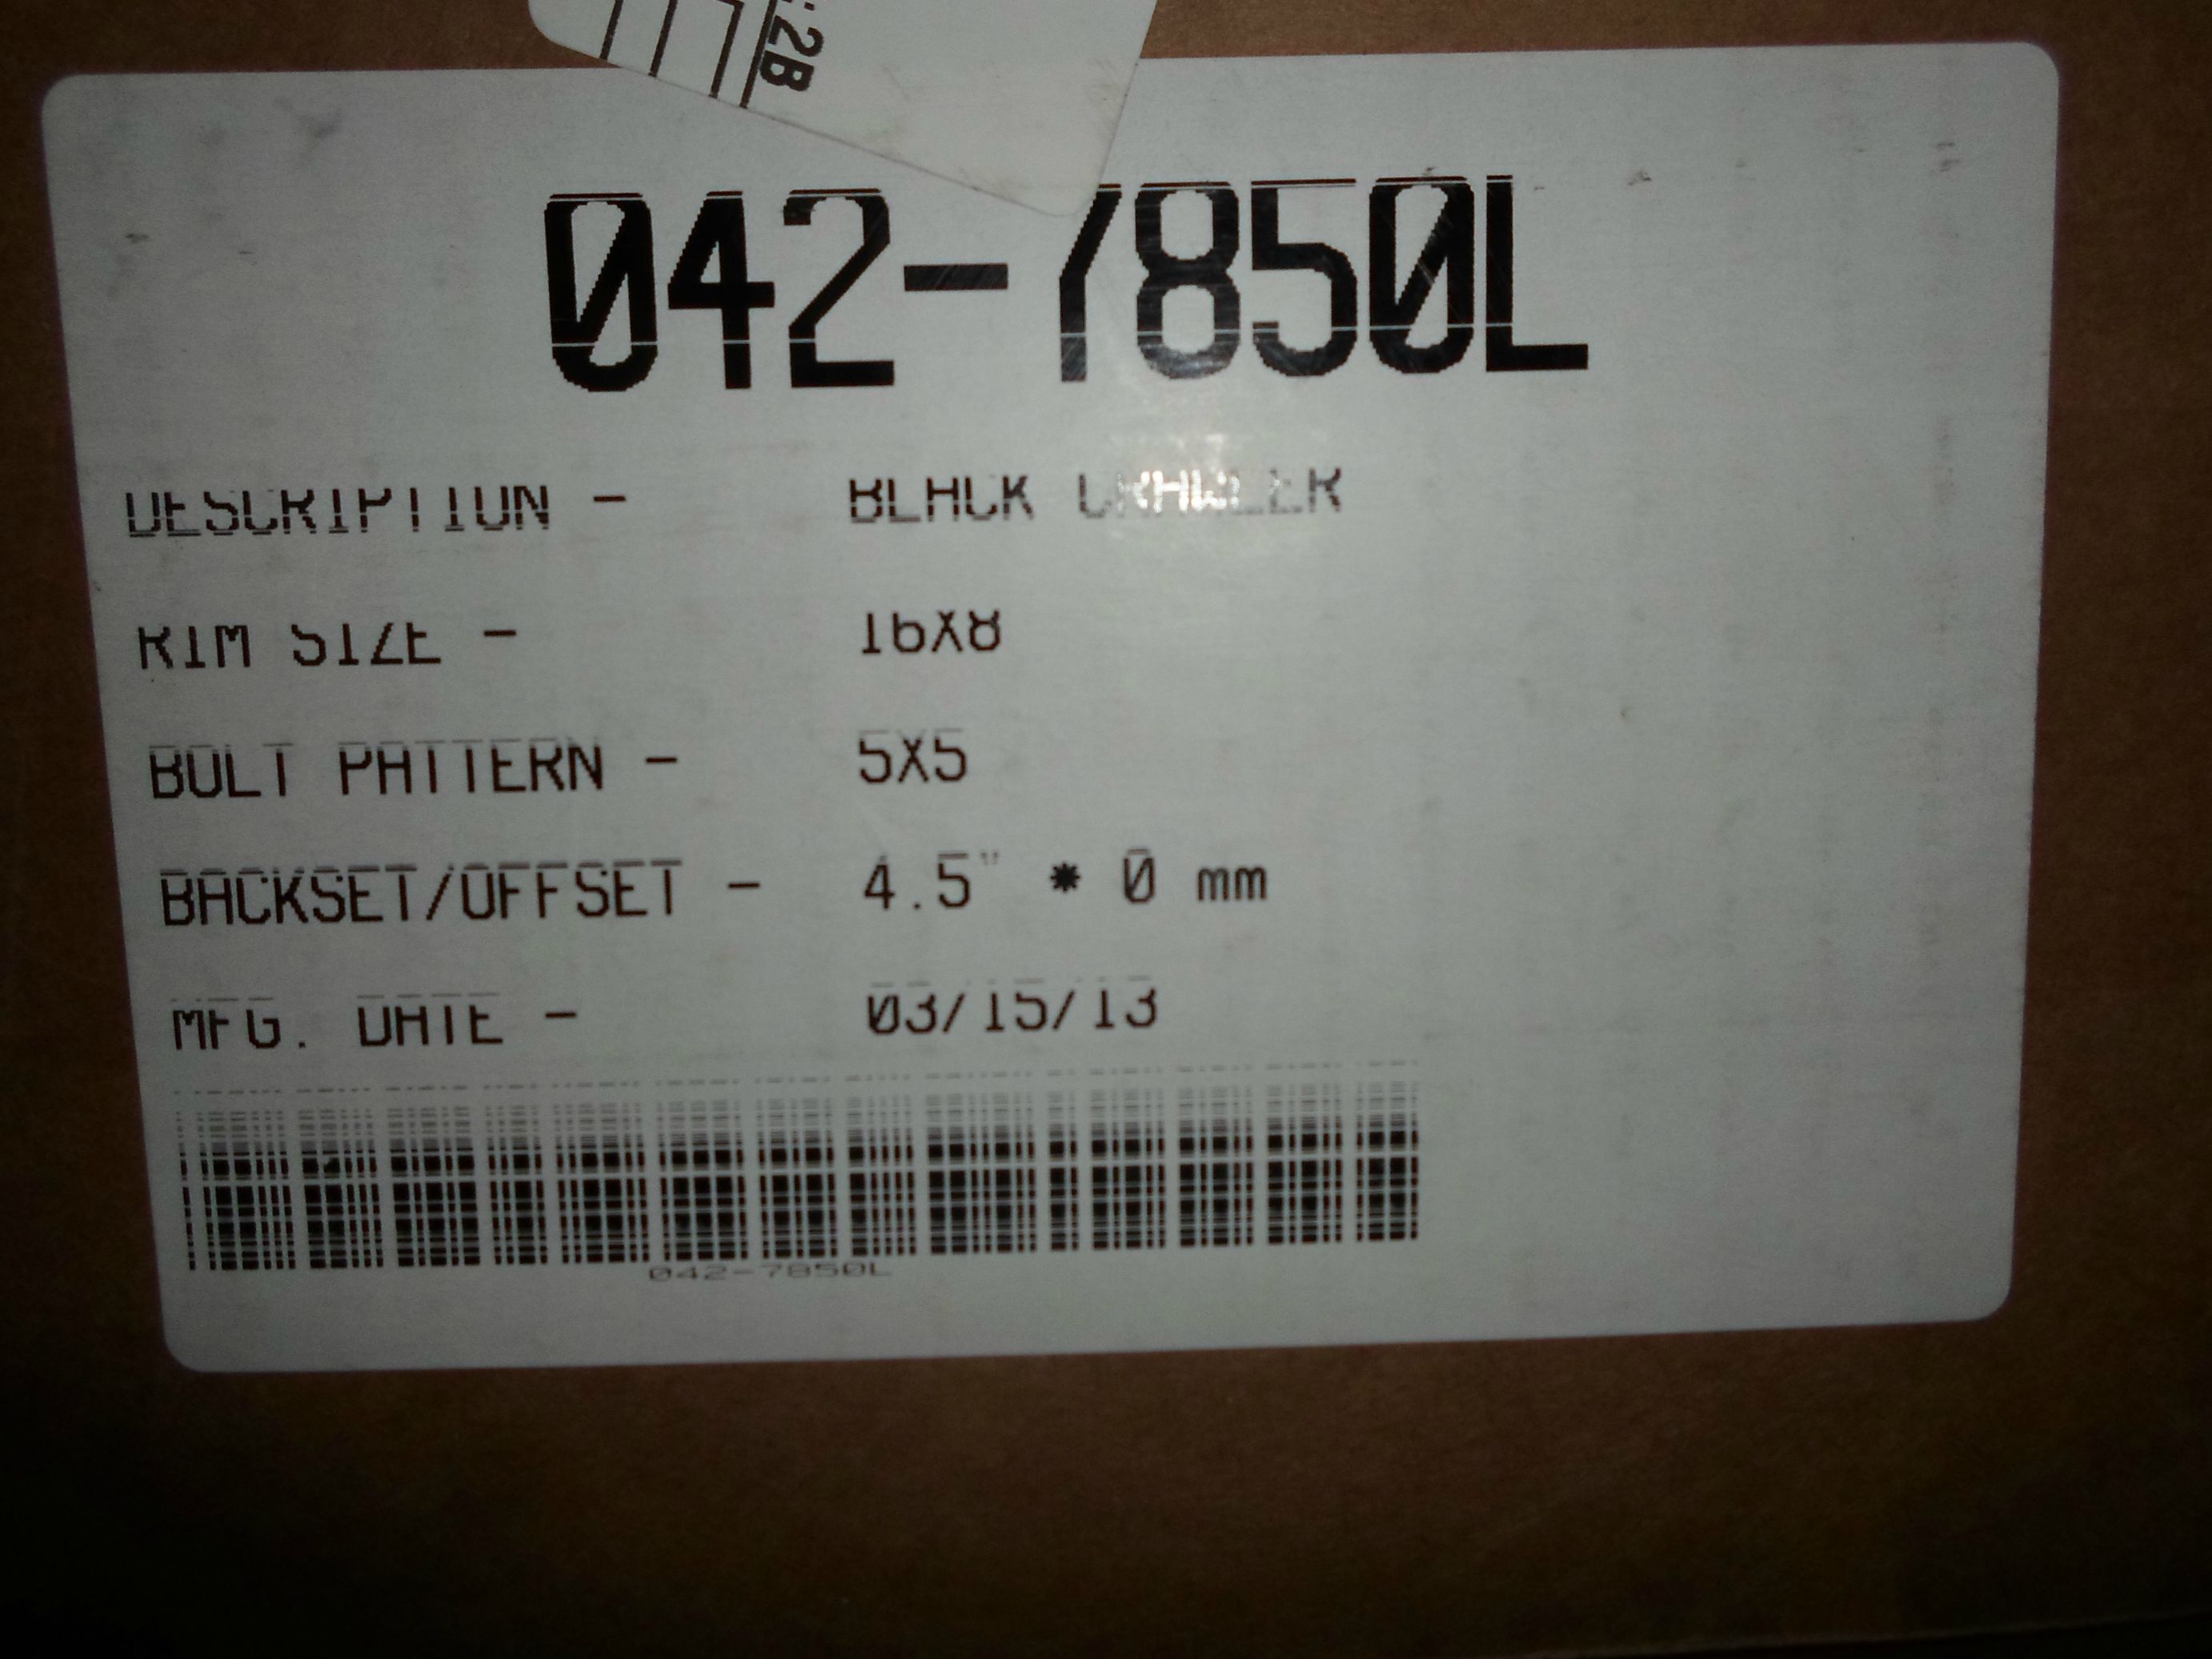 :2B
042-7850L
DESCRIPTION - BLACK CRAWLER
RIM SIZE - 16X8
BOLT PATTERN - 5X5
BACKSET/OFFSET - 4.5" * 0 mm
MFG. DATE - 03/15/13
042-7850L